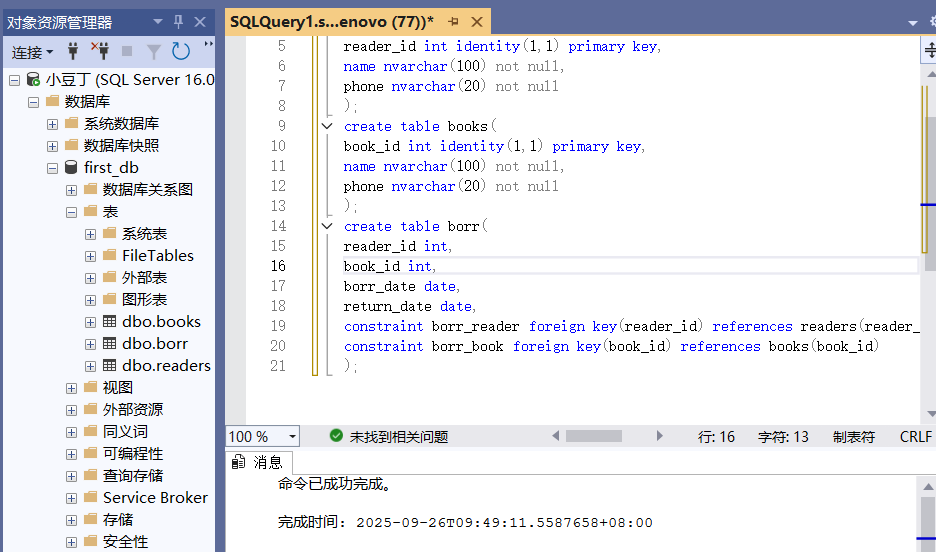 对象资源管理器
连接
小豆丁 (SQL Server 16.0
数据库
系统数据库
数据库快照
first_db
数据库关系图
表
系统表
FileTables
外部表
图形表
dbo.books
dbo.borr
dbo.readers
视图
外部资源
同义词
可编程性
查询存储
Service Broker
存储
安全性
SQLQuery1.s...enovo (77))*
5 reader_id int identity(1,1) primary key,
6 name nvarchar(100) not null,
7 phone nvarchar(20) not null
8 );
9 create table books(
10 book_id int identity(1,1) primary key,
11 name nvarchar(100) not null,
12 phone nvarchar(20) not null
13 );
14 create table borr(
15 reader_id int,
16 book_id int,
17 borr_date date,
18 return_date date,
19 constraint borr_reader foreign key(reader_id) references readers(reader_
20 constraint borr_book foreign key(book_id) references books(book_id)
21 );
100 % 未找到相关问题 行: 16 字符: 13 制表符 CRLF
消息
命令已成功完成。
完成时间: 2025-09-26T09:49:11.5587658+08:00